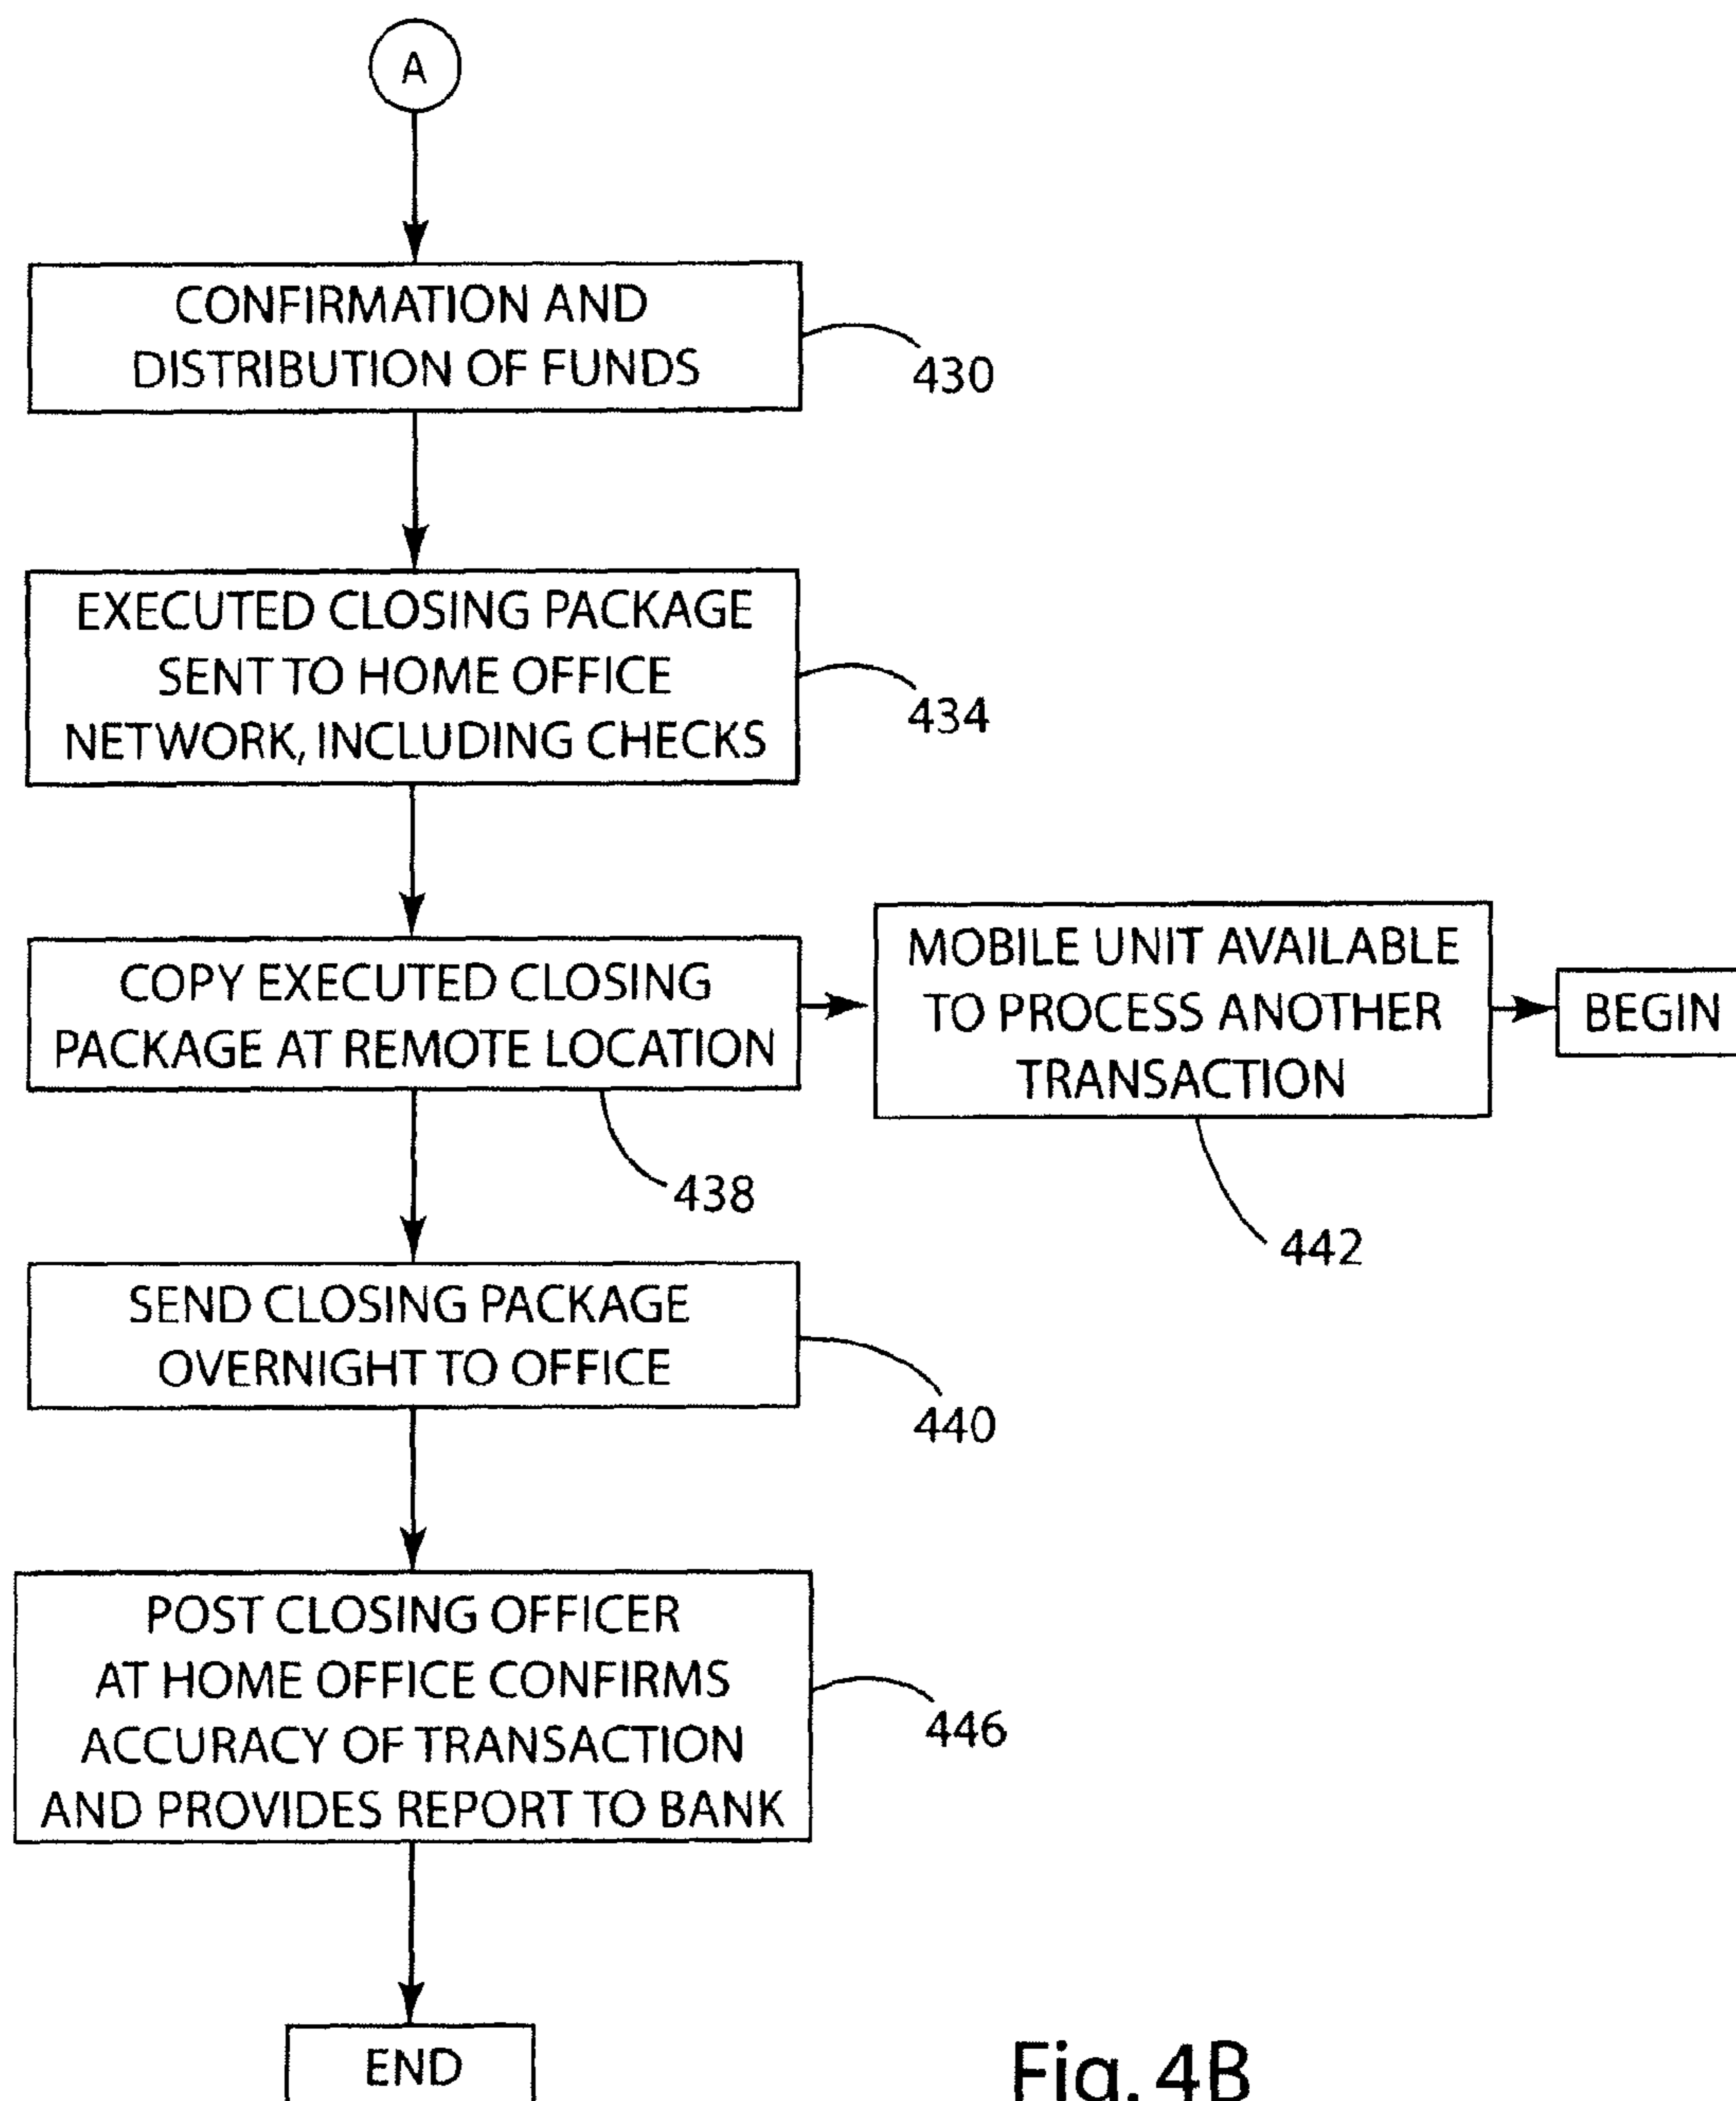 A
CONFIRMATION AND
DISTRIBUTION OF FUNDS
430
EXECUTED CLOSING PACKAGE
SENT TO HOME OFFICE
NETWORK, INCLUDING CHECKS
434
COPY EXECUTED CLOSING
PACKAGE AT REMOTE LOCATION
438
MOBILE UNIT AVAILABLE
TO PROCESS ANOTHER
TRANSACTION
442
BEGIN
SEND CLOSING PACKAGE
OVERNIGHT TO OFFICE
440
POST CLOSING OFFICER
AT HOME OFFICE CONFIRMS
ACCURACY OF TRANSACTION
AND PROVIDES REPORT TO BANK
446
END
Fig. 4B